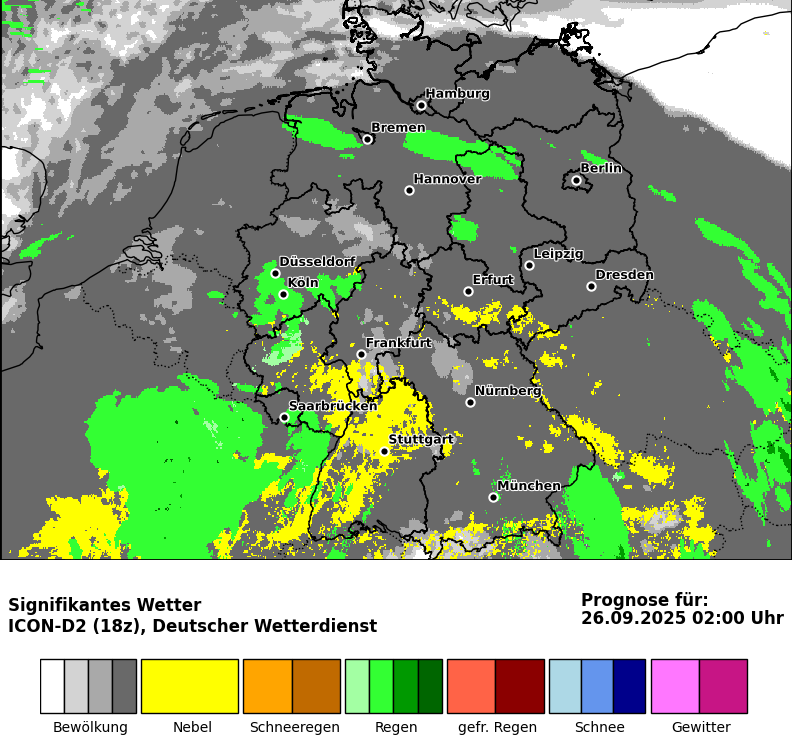 Hamburg
Bremen
Berlin
Hannover
Leipzig
Düsseldorf
Dresden
Köln
Erfurt
Frankfurt
Nürnberg
Saarbrücken
Stuttgart
München
Signifikantes Wetter
ICON-D2 (18z), Deutscher Wetterdienst
Prognose für:
26.09.2025 02:00 Uhr
Bewölkung Nebel Schneeregen Regen gefr. Regen Schnee Gewitter